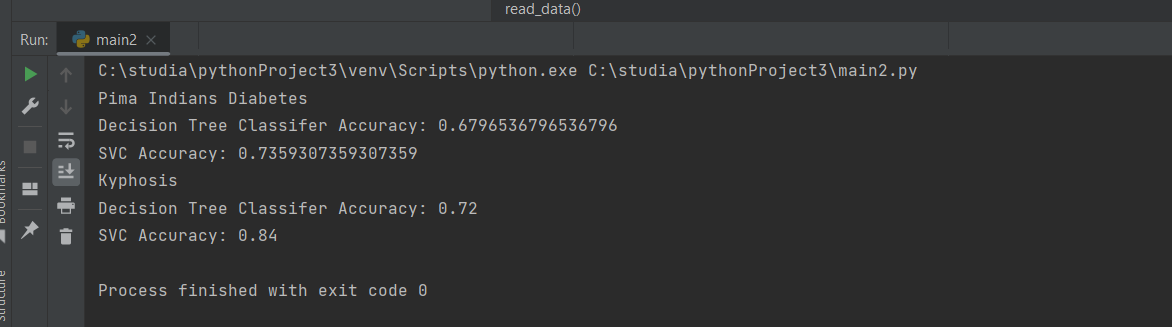 read_data()
Run: main2
C:\studia\pythonProject3\venv\Scripts\python.exe C:\studia\pythonProject3\main2.py
Pima Indians Diabetes
Decision Tree Classifer Accuracy: 0.6796536796536796
SVC Accuracy: 0.7359307359307359
Kyphosis
Decision Tree Classifer Accuracy: 0.72
SVC Accuracy: 0.84
Process finished with exit code 0
Bookmarks
Structure